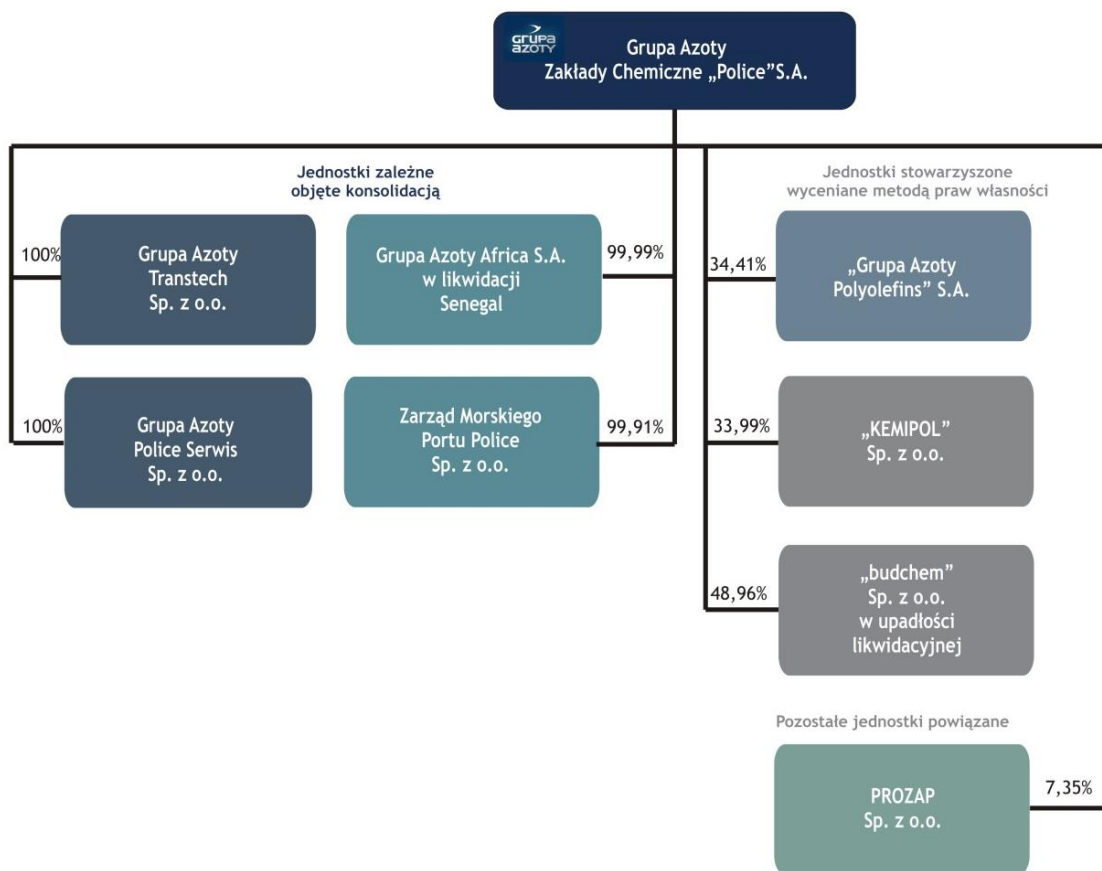 GRUPA
AZOTY
Grupa Azoty
Zakłady Chemiczne „Police”S.A.
Jednostki zależne
objęte konsolidacją
Jednostki stowarzyszone
wyceniane metodą praw własności
100%
Grupa Azoty
Transtech
Sp. z o.o.
Grupa Azoty Africa S.A.
w likwidacji
Senegal
99,99%
34,41%
„Grupa Azoty
Polyolefins” S.A.
100%
Grupa Azoty
Police Serwis
Sp. z o.o.
Zarząd Morskiego
Portu Police
Sp. z o.o.
99,91%
33,99%
„KEMIPOL”
Sp. z o.o.
48,96%
„budchem”
Sp. z o.o.
w upadłości
likwidacyjnej
Pozostałe jednostki powiązane
PROZAP
Sp. z o.o.
7,35%